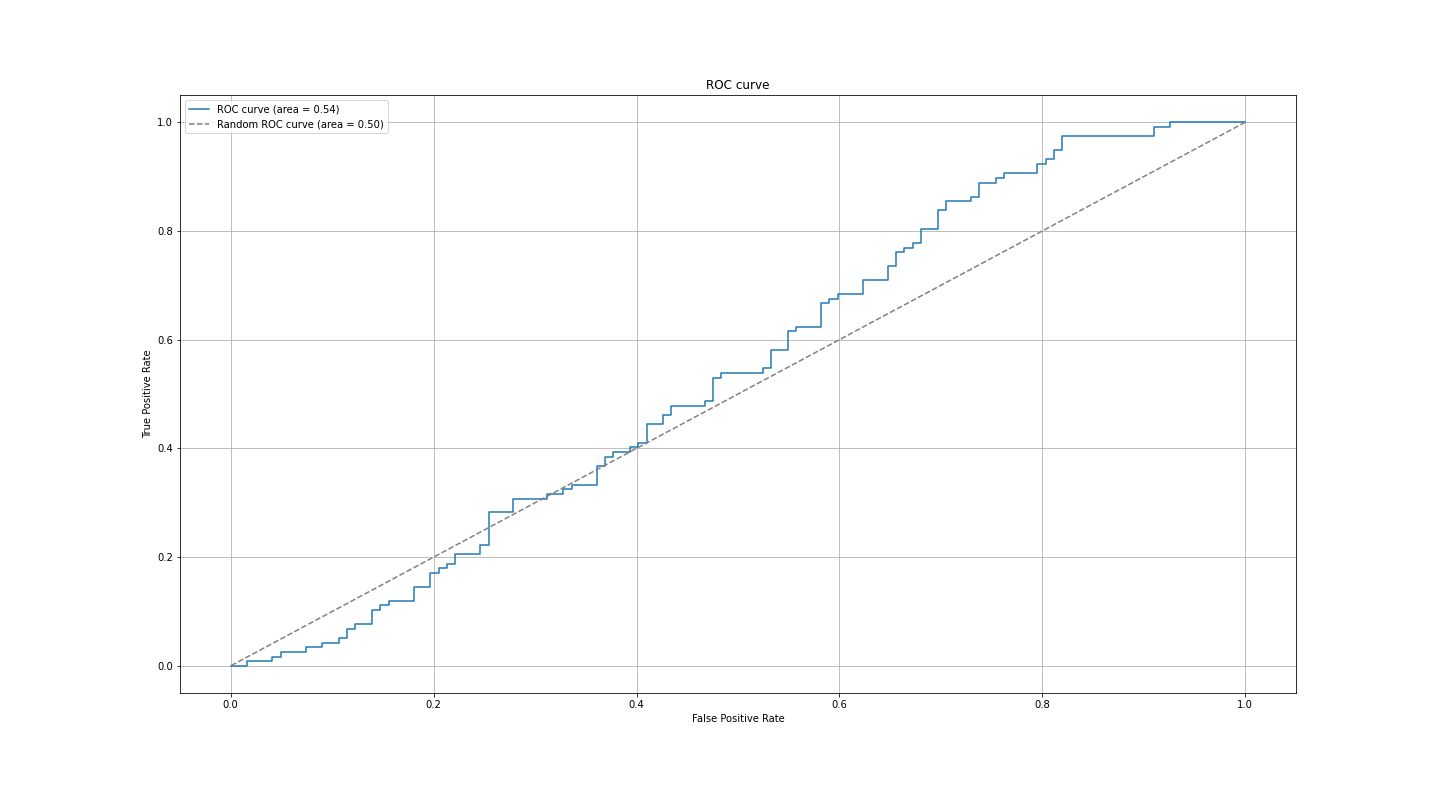 ROC curve
ROC curve (area = 0.54)
Random ROC curve (area = 0.50)
1.0
0.8
0.6
0.4
0.2
0.0
True Positive Rate
0.0 0.2 0.4 0.6 0.8 1.0
False Positive Rate